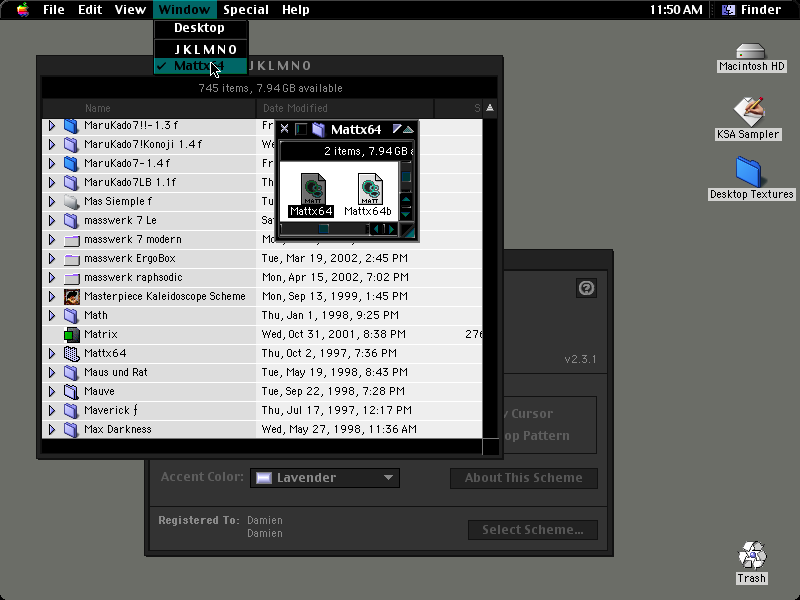 File Edit View Window Special Help 11:50 AM Finder
Desktop
J K L M N O
✓ Mattx64
J K L M N O
745 items, 7.94 GB available
Name Date Modified S
MaruKado7!!-1.3 f Fr
MaruKado7!Konoji 1.4f We
MaruKado7-1.4f Fr
MaruKado7LB 1.1f Th
Mas Siemple f Tu
masswerk 7 Le Sa
masswerk 7 modern Mo
masswerk ErgoBox Tue, Mar 19, 2002, 2:45 PM
masswerk raphsodic Mon, Apr 15, 2002, 7:02 PM
Masterpiece Kaleidoscope Scheme Mon, Sep 13, 1999, 1:45 PM
Math Thu, Jan 1, 1998, 9:25 PM
Matrix Wed, Oct 31, 2001, 8:38 PM 276
Mattx64 Thu, Oct 2, 1997, 7:36 PM
Maus und Rat Tue, May 19, 1998, 8:43 PM
Mauve Tue, Sep 22, 1998, 7:28 PM
Maverick ƒ Thu, Jul 17, 1997, 12:17 PM
Max Darkness Wed, May 27, 1998, 11:36 AM
Mattx64
2 items, 7.94 GB a
MATT MATT
Mattx64 Mattx64b
Macintosh HD
KSA Sampler
Desktop Textures
?
v2.3.1
Cursor
op Pattern
Accent Color: Lavender About This Scheme
Registered To: Damien
Damien
Select Scheme...
Trash